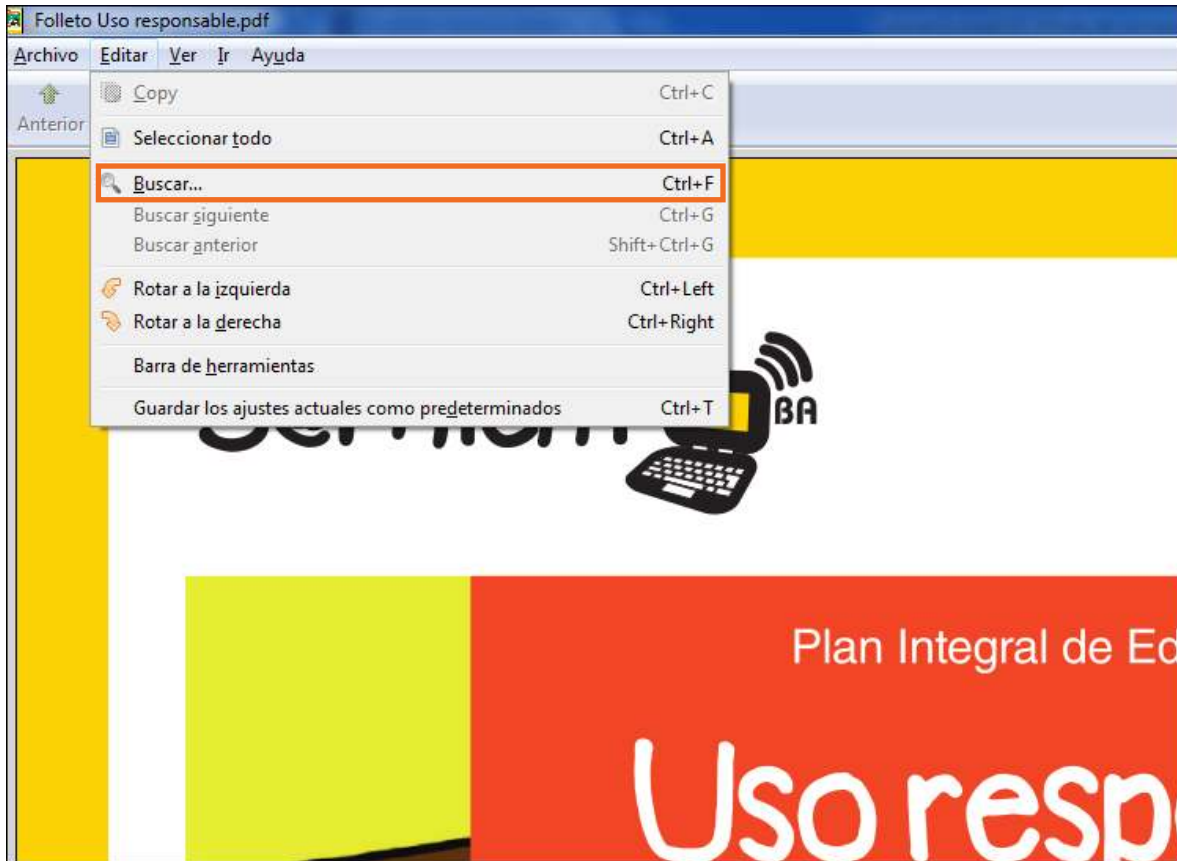 Folleto Uso responsable.pdf
Archivo Editar Ver Ir Ayuda
Anterior
Copy Ctrl+C
Seleccionar todo Ctrl+A
Buscar... Ctrl+F
Buscar siguiente Ctrl+G
Buscar anterior Shift+Ctrl+G
Rotar a la izquierda Ctrl+Left
Rotar a la derecha Ctrl+Right
Barra de herramientas
Guardar los ajustes actuales como predeterminados Ctrl+T
BA
Plan Integral de Ed
Uso resp